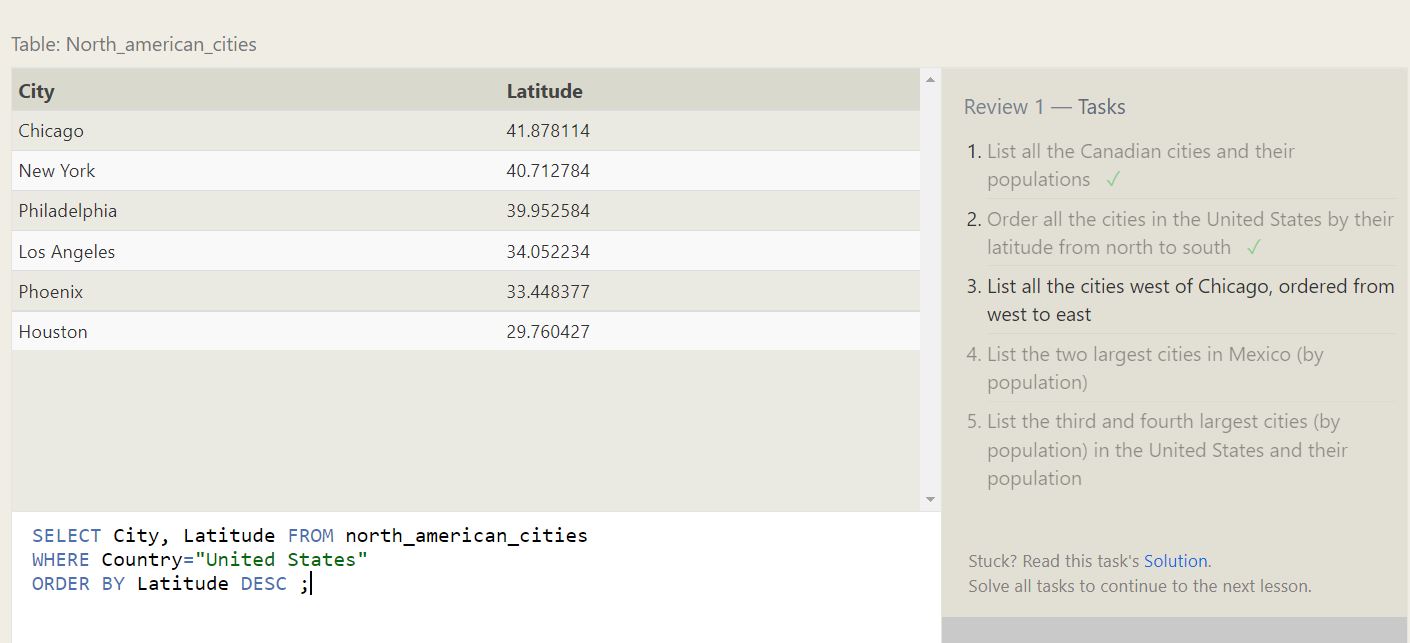 Table: North_american_cities
City Latitude
Chicago 41.878114
New York 40.712784
Philadelphia 39.952584
Los Angeles 34.052234
Phoenix 33.448377
Houston 29.760427
SELECT City, Latitude FROM north_american_cities
WHERE Country="United States"
ORDER BY Latitude DESC ;
Review 1 — Tasks
1. List all the Canadian cities and their
populations ✓
2. Order all the cities in the United States by their
latitude from north to south ✓
3. List all the cities west of Chicago, ordered from
west to east
4. List the two largest cities in Mexico (by
population)
5. List the third and fourth largest cities (by
population) in the United States and their
population
Stuck? Read this task's Solution.
Solve all tasks to continue to the next lesson.